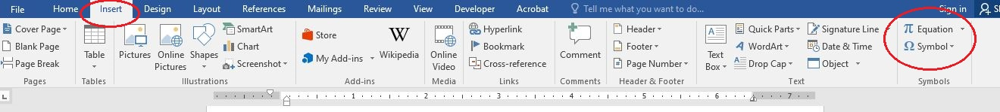 File Home Insert Design Layout References Mailings Review View Developer Acrobat Tell me what you want to do... Sign in
Cover Page
Blank Page
Page Break
Pages
Table
Tables
Pictures
Online
Pictures
Shapes
SmartArt
Chart
Screenshot
Illustrations
Store
My Add-ins
W
Wikipedia
Add-ins
Online
Video
Media
Hyperlink
Bookmark
Cross-reference
Links
Comment
Comments
Header
Footer
Page Number
Header & Footer
A
Text
Box
Quick Parts
WordArt
Drop Cap
Signature Line
Date & Time
Object
Text
π Equation
Ω Symbol
Symbols
L
1 2 3 4 5 6 7